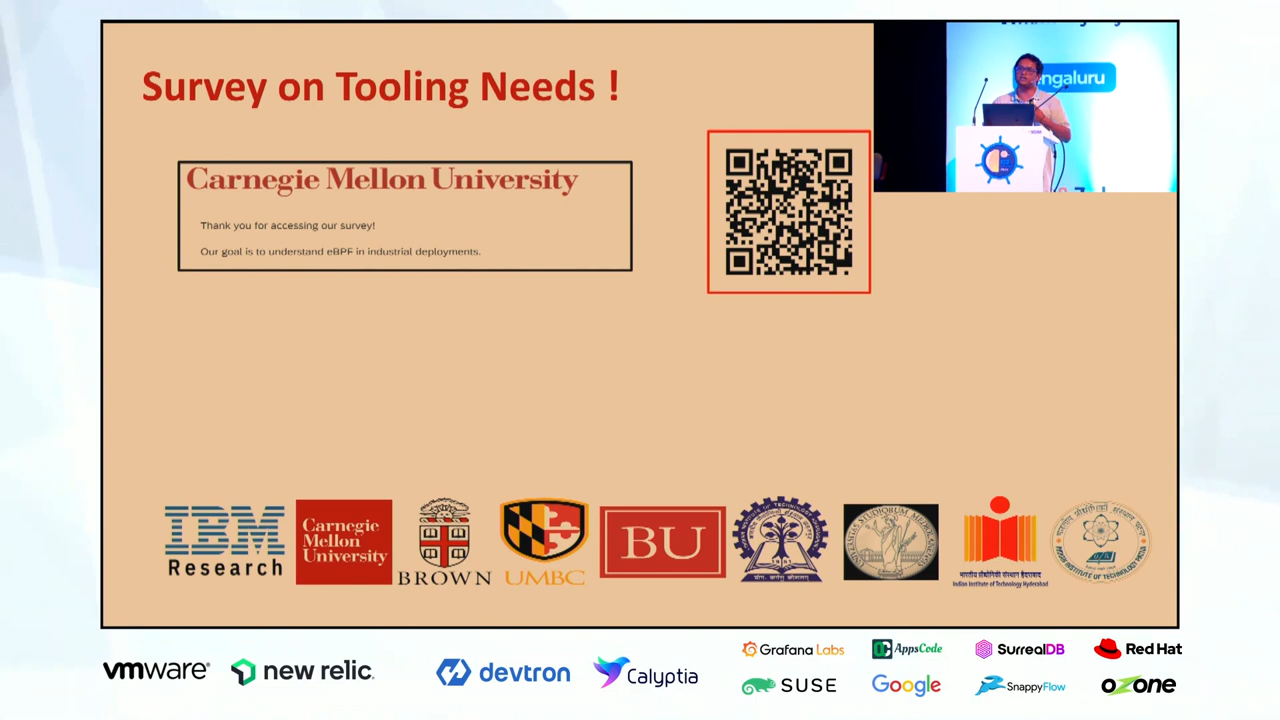 Survey on Tooling Needs !
ngaluru
Carnegie Mellon University
Thank you for accessing our survey!
Our goal is to understand eBPF in industrial deployments.
IBM
Research
Carnegie
Mellon
University
BROWN
UMBC
BU
भारतीय प्रौद्योगिकी संस्थान हैदराबाद
Indian Institute of Technology Hyderabad
vmware®
new relic.
devtron
Calyptia
Grafana Labs
AppsCode
SurrealDB
Red Hat
SUSE
Google
SnappyFlow
ozone